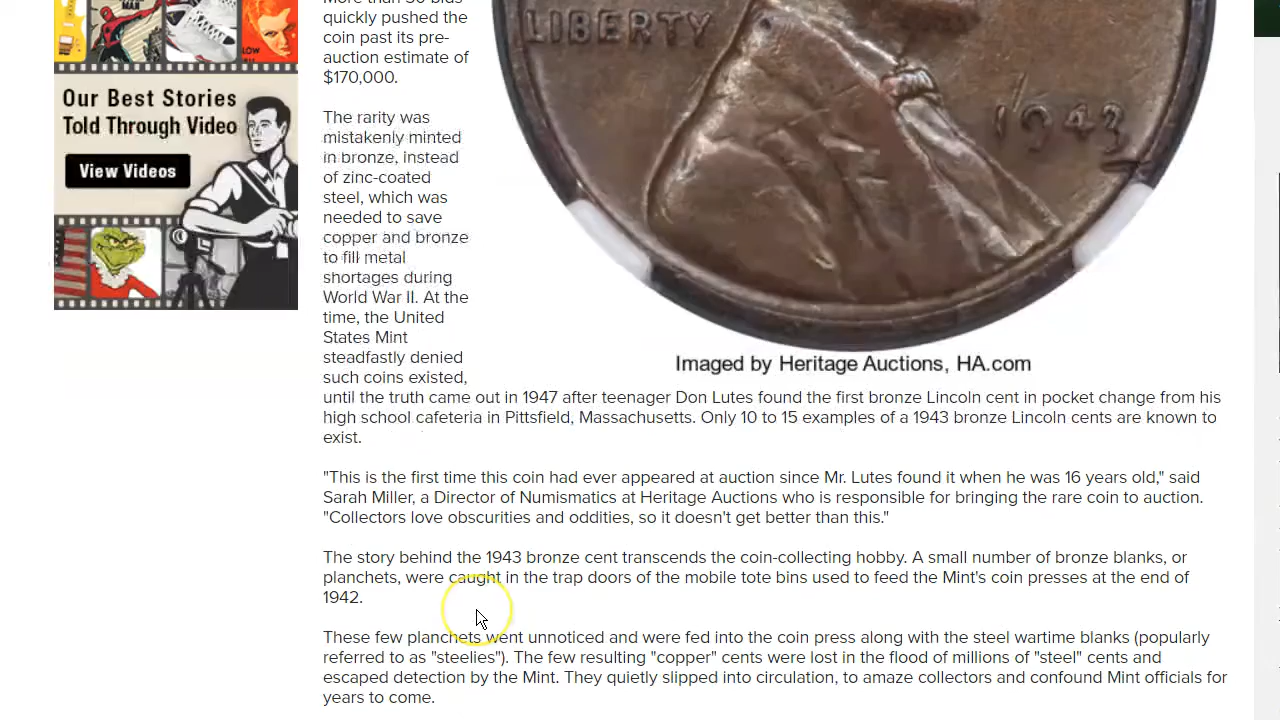 MAN
LOW
Our Best Stories
Told Through Video
View Videos
quickly pushed the
coin past its pre-
auction estimate of
$170,000.
The rarity was
mistakenly minted
in bronze, instead
of zinc-coated
steel, which was
needed to save
copper and bronze
to fill metal
shortages during
World War II. At the
time, the United
States Mint
steadfastly denied
such coins existed,
until the truth came out in 1947 after teenager Don Lutes found the first bronze Lincoln cent in pocket change from his
high school cafeteria in Pittsfield, Massachusetts. Only 10 to 15 examples of a 1943 bronze Lincoln cents are known to
exist.
LIBERTY
1943
Imaged by Heritage Auctions, HA.com
"This is the first time this coin had ever appeared at auction since Mr. Lutes found it when he was 16 years old," said
Sarah Miller, a Director of Numismatics at Heritage Auctions who is responsible for bringing the rare coin to auction.
"Collectors love obscurities and oddities, so it doesn't get better than this."
The story behind the 1943 bronze cent transcends the coin-collecting hobby. A small number of bronze blanks, or
planchets, were caught in the trap doors of the mobile tote bins used to feed the Mint's coin presses at the end of
1942.
These few planchets went unnoticed and were fed into the coin press along with the steel wartime blanks (popularly
referred to as "steelies"). The few resulting "copper" cents were lost in the flood of millions of "steel" cents and
escaped detection by the Mint. They quietly slipped into circulation, to amaze collectors and confound Mint officials for
years to come.